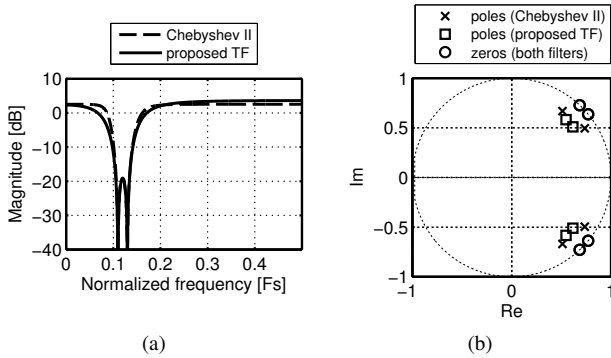 Chebyshev II
proposed TF
10
0
−10
−20
−30
−40
Magnitude [dB]
0 0.1 0.2 0.3 0.4
Normalized frequency [Fs]
(a)
poles (Chebyshev II)
poles (proposed TF)
zeros (both filters)
1
0.5
0
−0.5
−1
Im
−1 0 1
Re
(b)